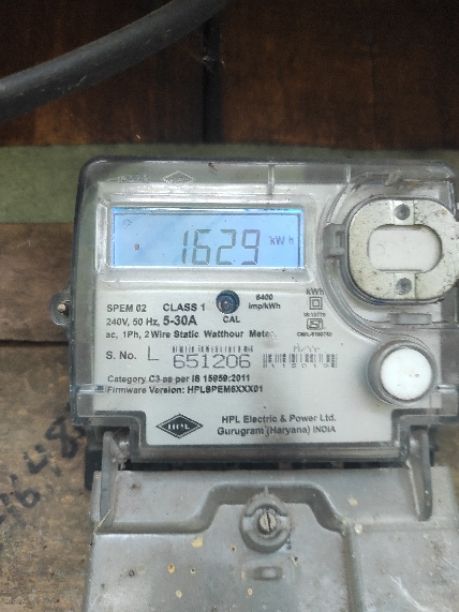 1629 kWh
SPEM 02 CLASS 1
240V, 50 Hz, 5-30A
CAL
6400
imp/kWh
kWh
ac, 1Ph, 2 Wire Static Watthour Meter
S. No. L 651206
Category C3 as per IS 15959:2011
Firmware Version: HPLSPEM6XXX01
HPL
HPL Electric & Power Ltd.
Gurugram (Haryana) INDIA